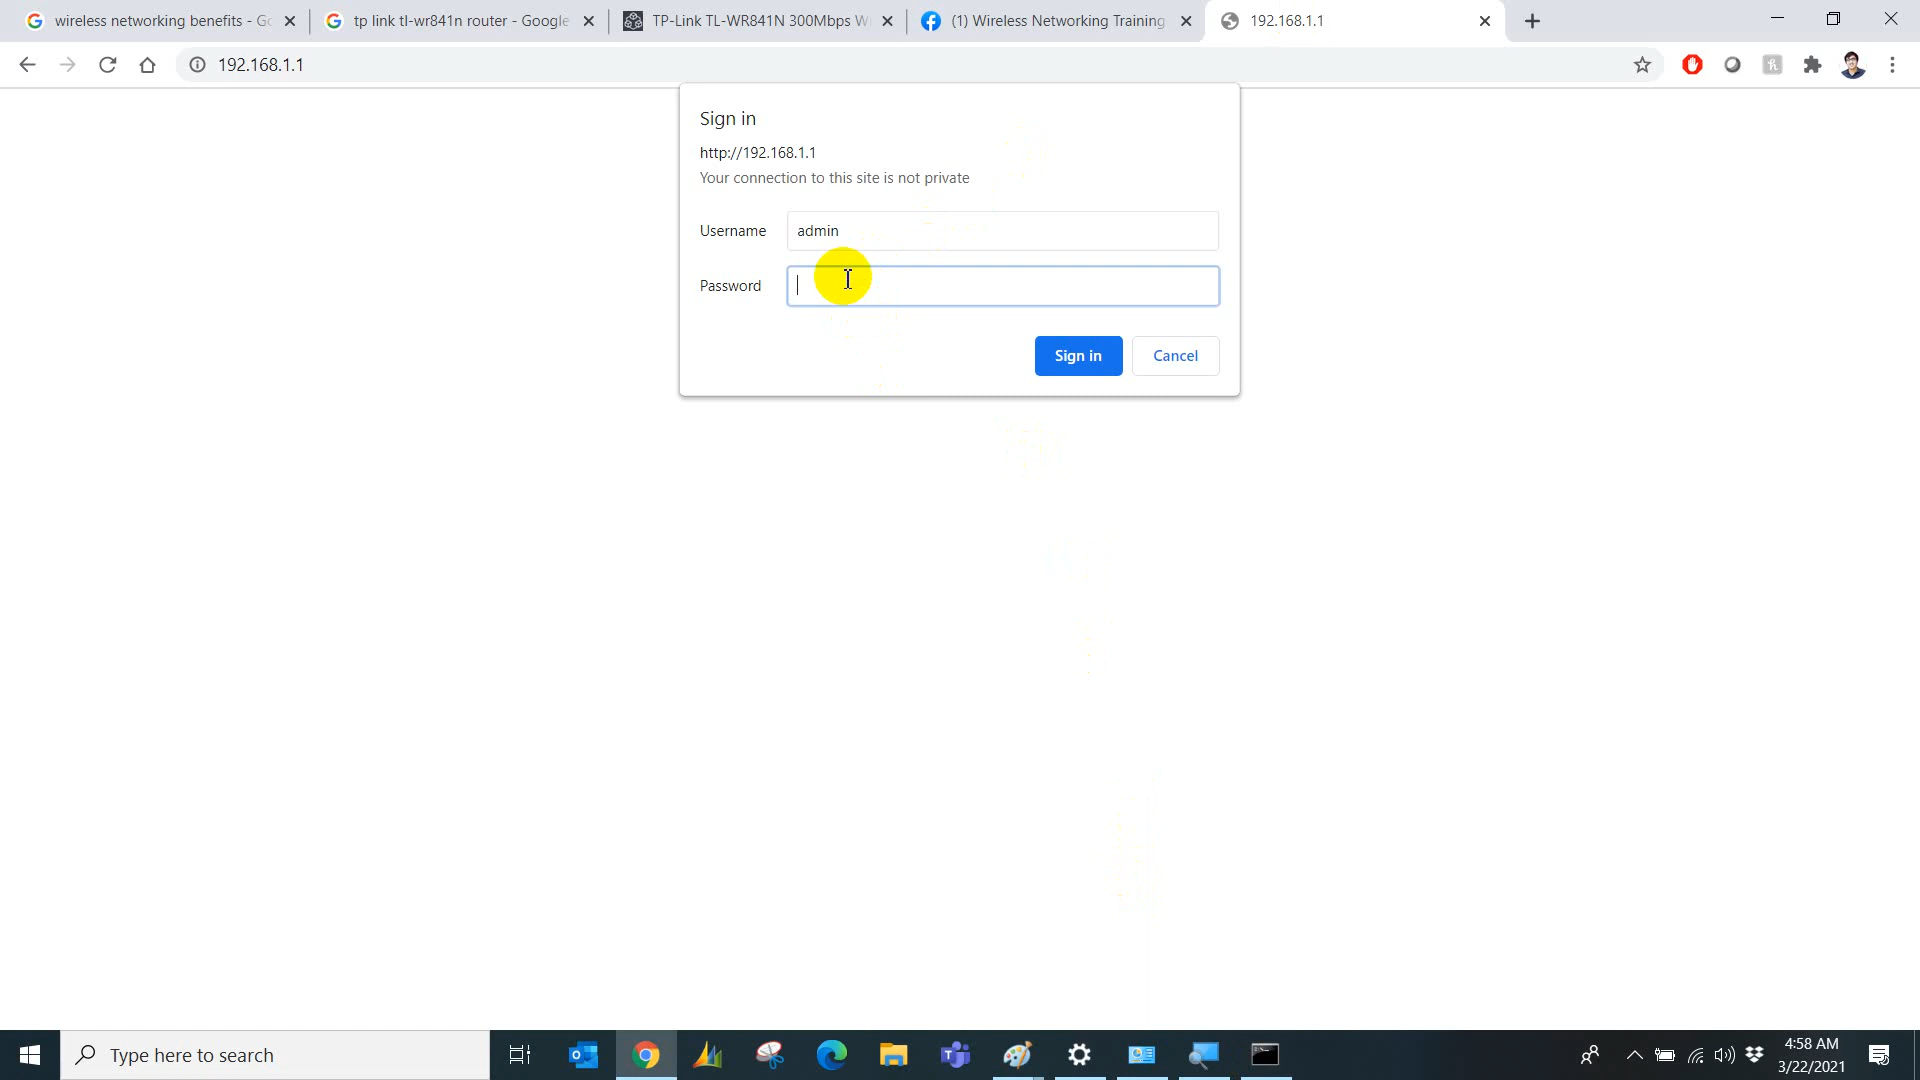 wireless networking benefits - Go
tp link tl-wr841n router - Google
TP-Link TL-WR841N 300Mbps W
(1) Wireless Networking Training
192.168.1.1
192.168.1.1
Sign in
http://192.168.1.1
Your connection to this site is not private
Username admin
Password
Sign in Cancel
Type here to search
4:58 AM
3/22/2021